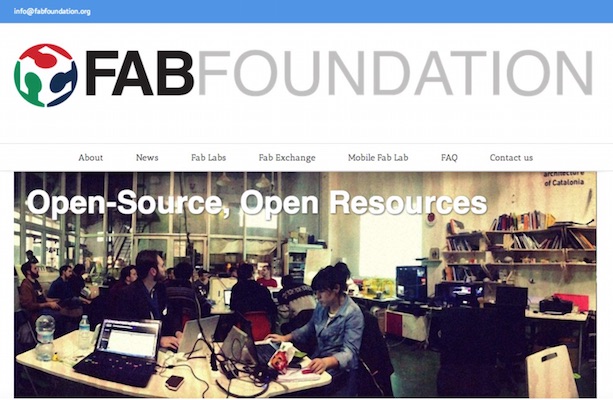 info@fabfoundation.org
FABFOUNDATION
About News Fab Labs Fab Exchange Mobile Fab Lab FAQ Contact us
architecture
of Catalonia
Open-Source, Open Resources